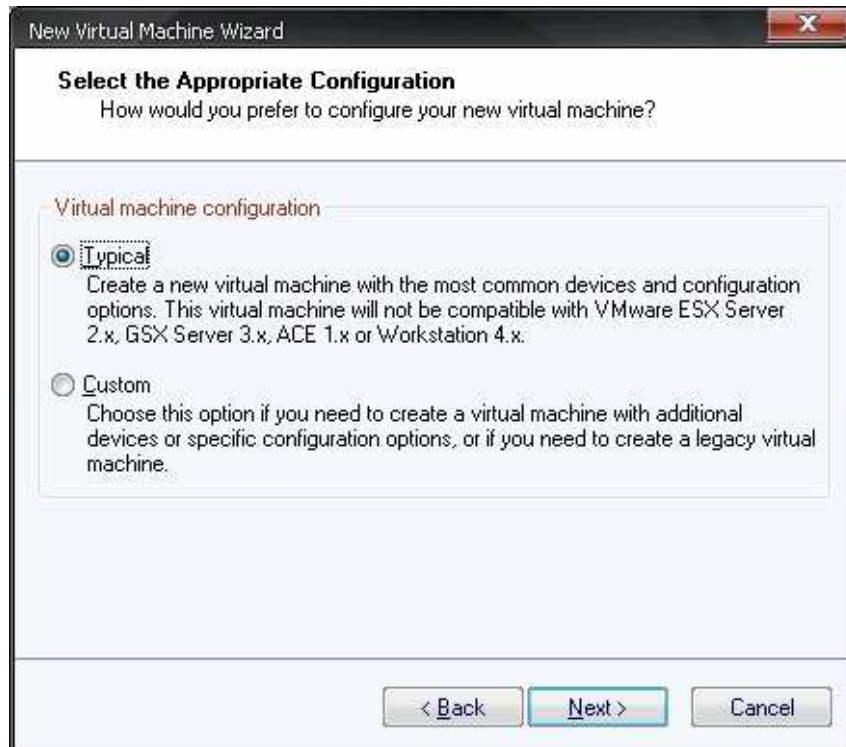 New Virtual Machine Wizard
Select the Appropriate Configuration
How would you prefer to configure your new virtual machine?
Virtual machine configuration
Typical
Create a new virtual machine with the most common devices and configuration
options. This virtual machine will not be compatible with VMware ESX Server
2.x, GSX Server 3.x, ACE 1.x or Workstation 4.x.
Custom
Choose this option if you need to create a virtual machine with additional
devices or specific configuration options, or if you need to create a legacy virtual
machine.
< Back Next > Cancel